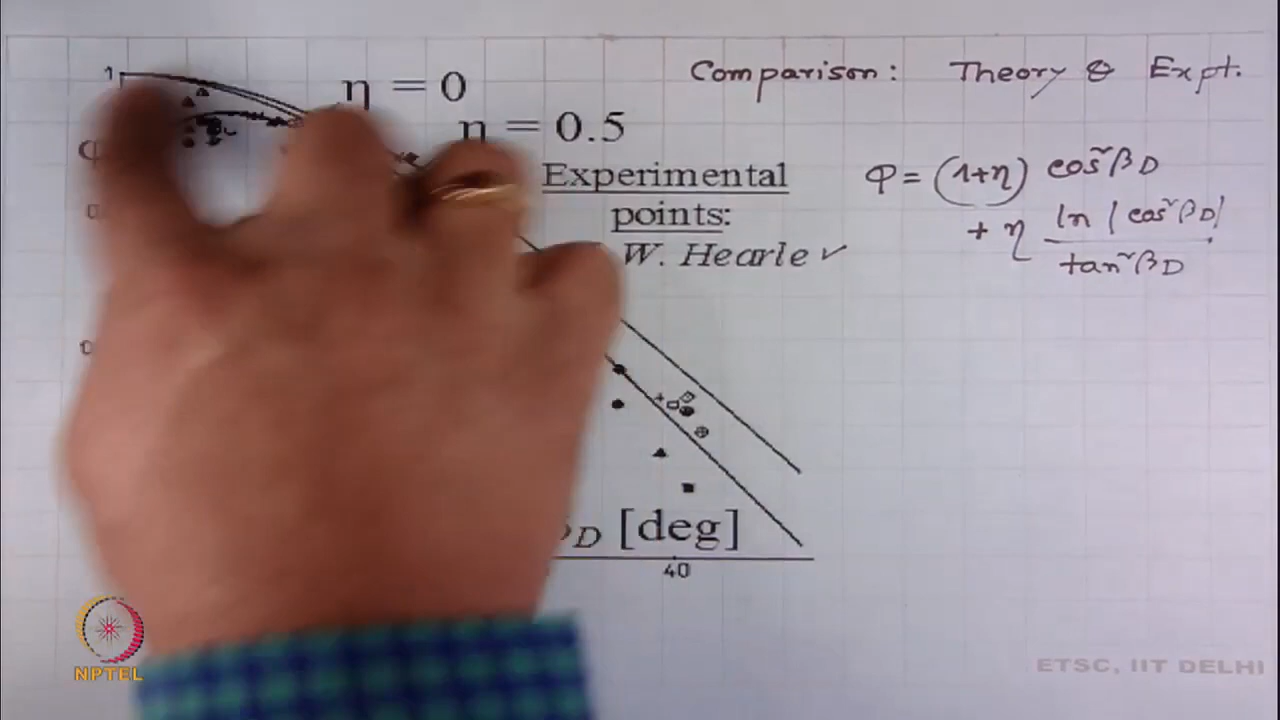 Comparison: Theory & Expt.
1
η = 0
η = 0.5
φ
Experimental
points:
W. Hearle ✓
φ = (1+η) cos²β_D
+ η ln | cos²β_D | / tan²β_D
[deg]
40
NPTEL
ETSC, IIT DELHI